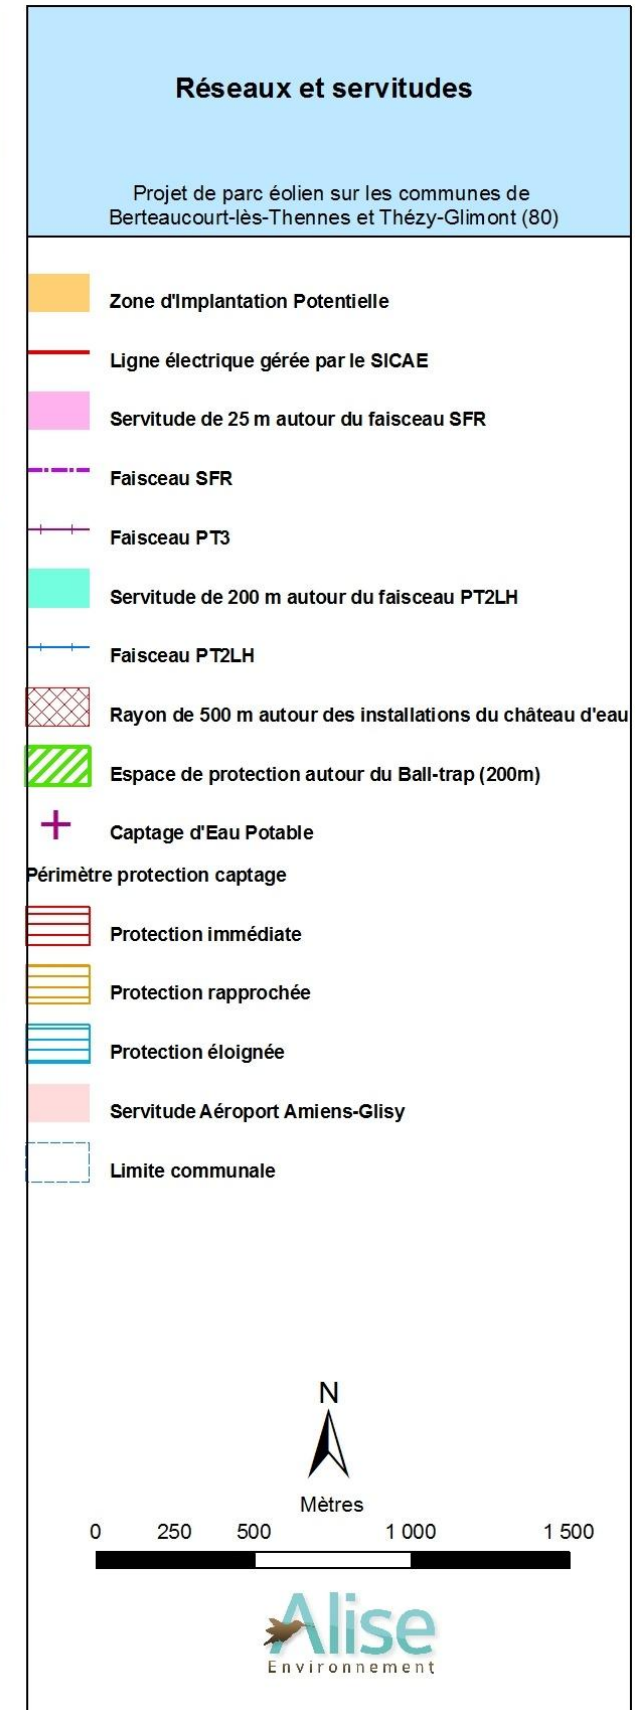 Réseaux et servitudes
Projet de parc éolien sur les communes de
Berteaucourt-lès-Thennes et Thézy-Glimont (80)
Zone d'Implantation Potentielle
Ligne électrique gérée par le SICAE
Servitude de 25 m autour du faisceau SFR
Faisceau SFR
Faisceau PT3
Servitude de 200 m autour du faisceau PT2LH
Faisceau PT2LH
Rayon de 500 m autour des installations du château d'eau
Espace de protection autour du Ball-trap (200m)
Captage d'Eau Potable
Périmètre protection captage
Protection immédiate
Protection rapprochée
Protection éloignée
Servitude Aéroport Amiens-Glisy
Limite communale
N
Mètres
0 250 500 1 000 1 500
Alise
Environnement